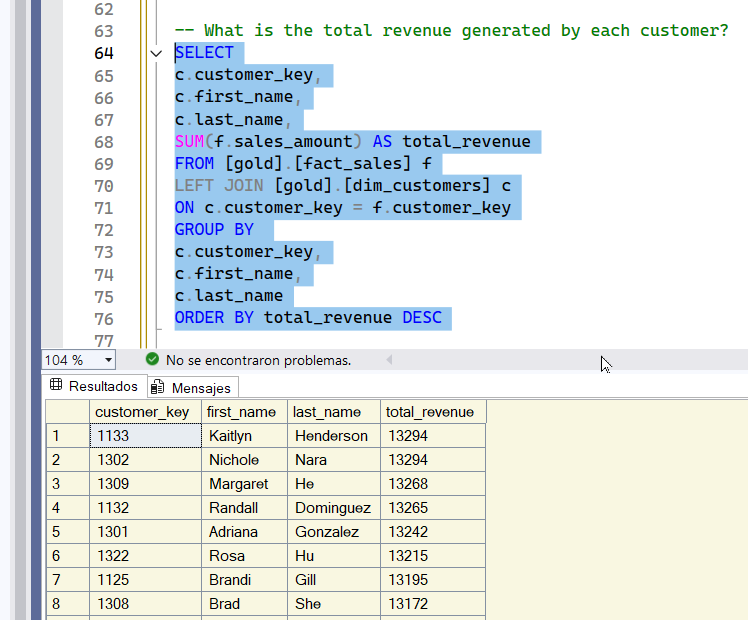 62
63 -- What is the total revenue generated by each customer?
64 SELECT
65 c.customer_key,
66 c.first_name,
67 c.last_name,
68 SUM(f.sales_amount) AS total_revenue
69 FROM [gold].[fact_sales] f
70 LEFT JOIN [gold].[dim_customers] c
71 ON c.customer_key = f.customer_key
72 GROUP BY
73 c.customer_key,
74 c.first_name,
75 c.last_name
76 ORDER BY total_revenue DESC
77
104 % No se encontraron problemas.
Resultados Mensajes
customer_key first_name last_name total_revenue
1 1133 Kaitlyn Henderson 13294
2 1302 Nichole Nara 13294
3 1309 Margaret He 13268
4 1132 Randall Dominguez 13265
5 1301 Adriana Gonzalez 13242
6 1322 Rosa Hu 13215
7 1125 Brandi Gill 13195
8 1308 Brad She 13172